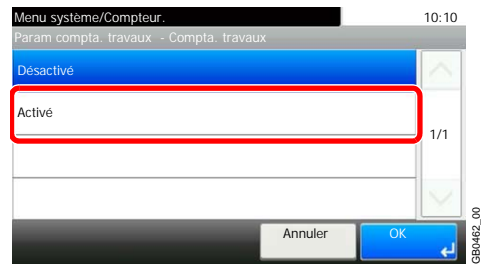 Menu système/Compteur.
10:10
Param compta. travaux - Compta. travaux
Désactivé
Activé
1/1
Annuler
OK
GB0462_00